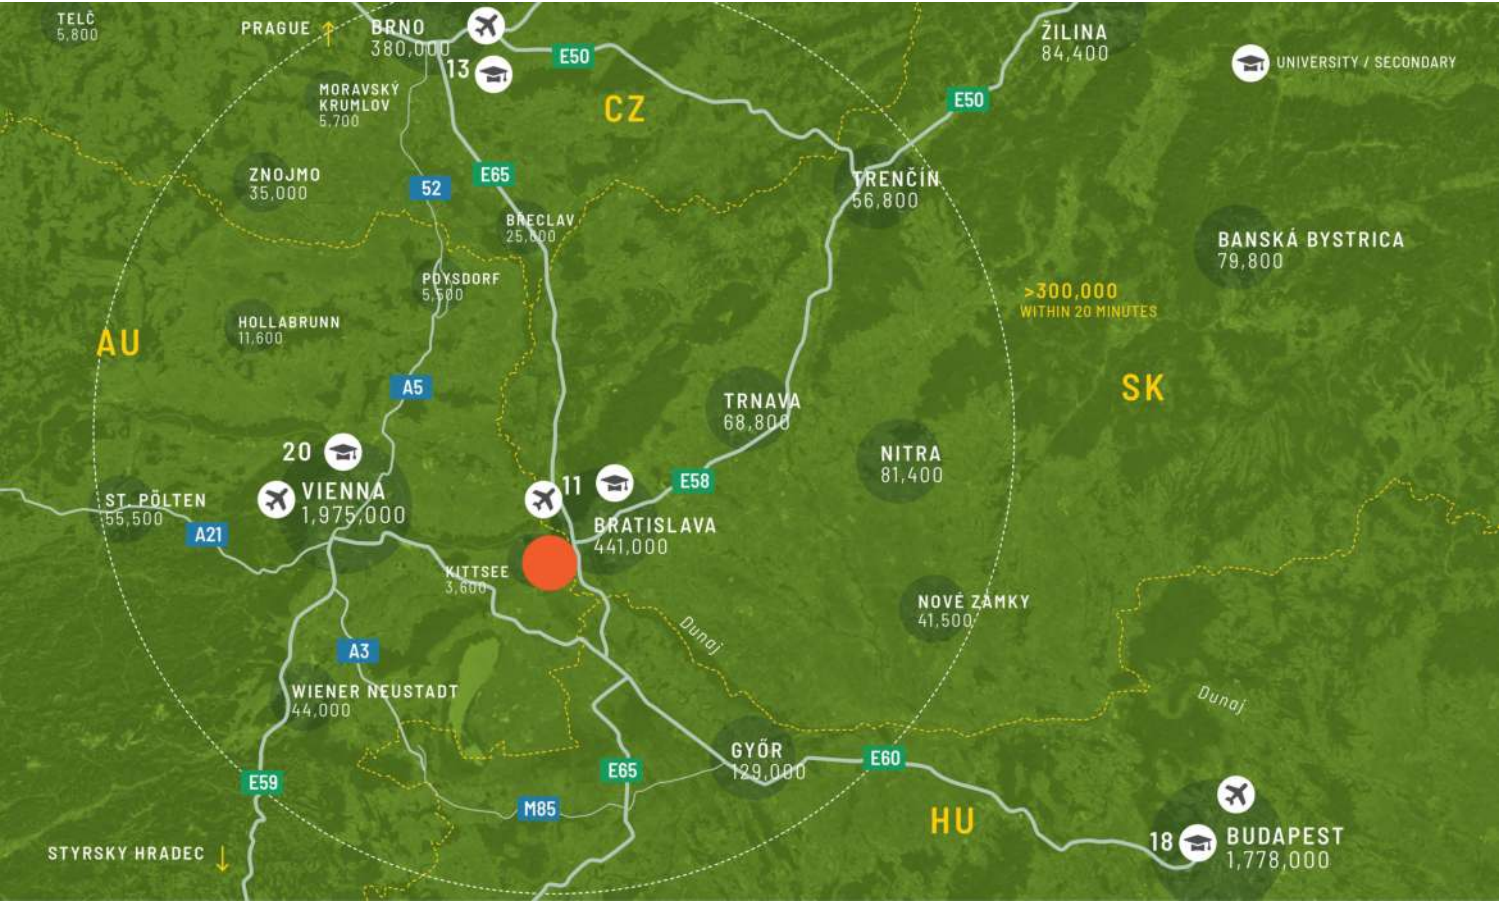 TELČ
5,800
PRAGUE ↑
BRNO
380,000
13
E50
ŽILINA
84,400
UNIVERSITY / SECONDARY
MORAVSKÝ
KRUMLOV
5.700
CZ
E50
ZNOJMO
35,000
52
E65
TRENČÍN
56,800
BŘECLAV
25,600
BANSKÁ BYSTRICA
79,800
POYSDORF
5,500
>300,000
WITHIN 20 MINUTES
HOLLABRUNN
11,600
AU
A5
SK
TRNAVA
68,800
20
VIENNA
1,975,000
NITRA
81,400
11
E58
ST. PÖLTEN
55,500
A21
BRATISLAVA
441,000
KITTSEE
3,600
NOVÉ ZÁMKY
41,500
Dunaj
A3
WIENER NEUSTADT
44,000
Dunaj
GYŐR
129,000
E60
E59
E65
M85
HU
STYRSKY HRADEC ↓
18
BUDAPEST
1,778,000